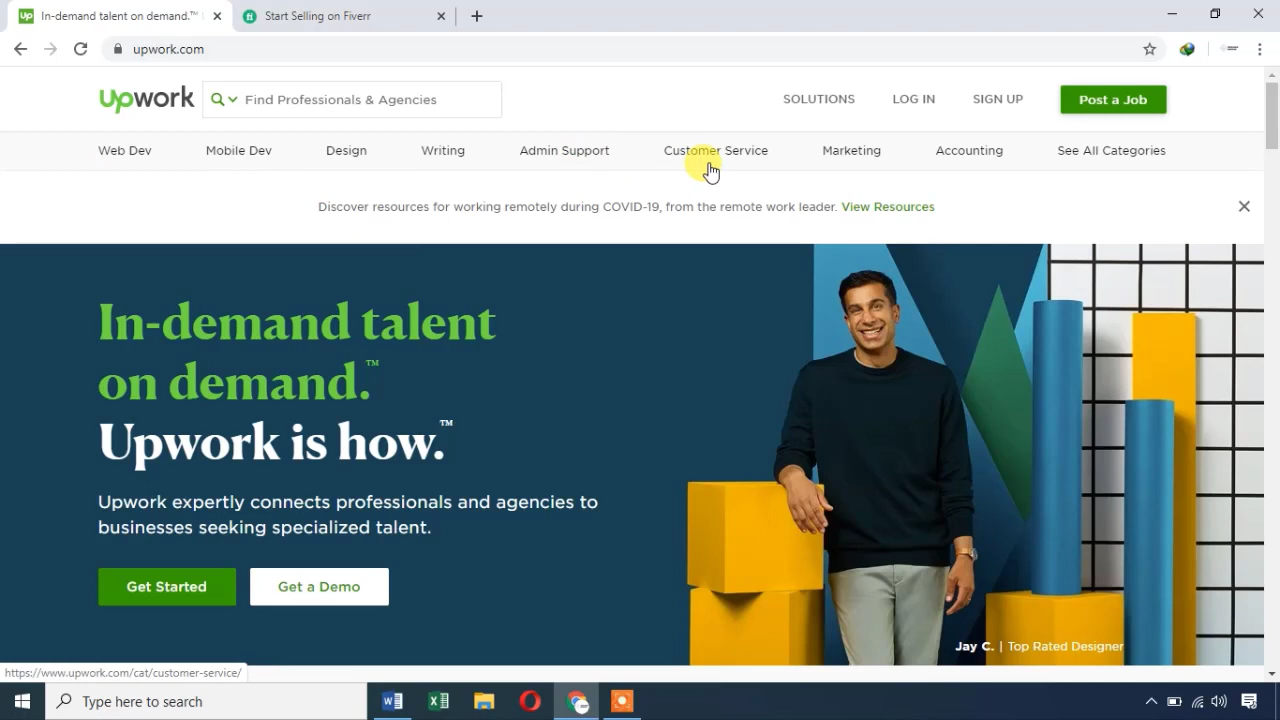 In-demand talent on demand.™
Start Selling on Fiverr
upwork.com
Upwork
Find Professionals & Agencies
SOLUTIONS
LOG IN
SIGN UP
Post a Job
Web Dev
Mobile Dev
Design
Writing
Admin Support
Customer Service
Marketing
Accounting
See All Categories
Discover resources for working remotely during COVID-19, from the remote work leader. View Resources
In-demand talent
on demand.™
Upwork is how.™
Upwork expertly connects professionals and agencies to
businesses seeking specialized talent.
Get Started
Get a Demo
Jay C. | Top Rated Designer
https://www.upwork.com/cat/customer-service/
Type here to search